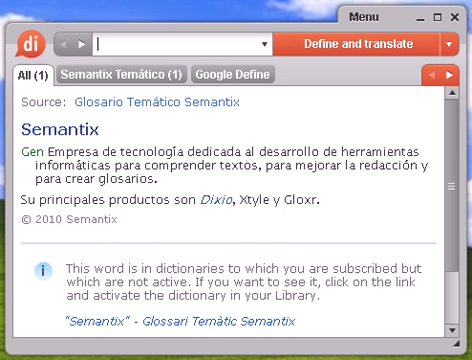 Menu
di
Define and translate
All (1) Semantix Temático (1) Google Define
Source: Glosario Temático Semantix
Semantix
Gen Empresa de tecnología dedicada al desarrollo de herramientas
informáticas para comprender textos, para mejorar la redacción y
para crear glosarios.
Su principales productos son Dixio, Xtyle y Gloxr.
© 2010 Semantix
This word is in dictionaries to which you are subscribed but
which are not active. If you want to see it, click on the link
and activate the dictionary in your Library.
"Semantix" - Glossari Temàtic Semantix